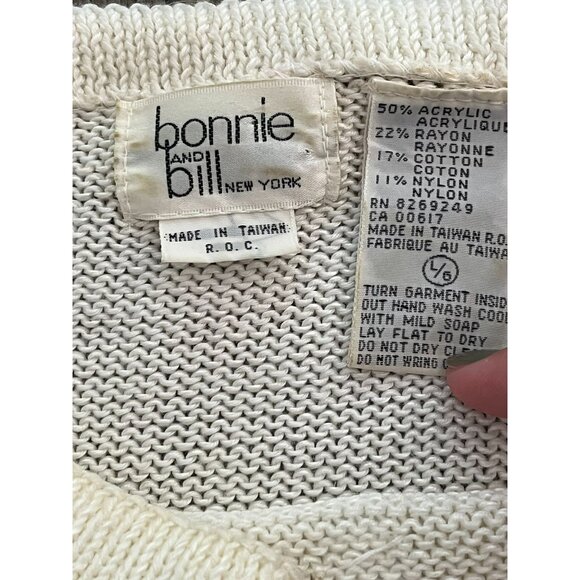 bonnie
AND
bill NEW YORK
MADE IN TAIWAN
R. O. C.
50% ACRYLIC
ACRYLIQUE
22% RAYON
RAYONNE
17% COTTON
COTON
11% NYLON
NYLON
RN 8269249
CA 00617
MADE IN TAIWAN R.O.
FABRIQUE AU TAIWA
L/G
TURN GARMENT INSID
OUT HAND WASH COOL
WITH MILD SOAP
LAY FLAT TO DRY
DO NOT DRY CLE
DO NOT WRING